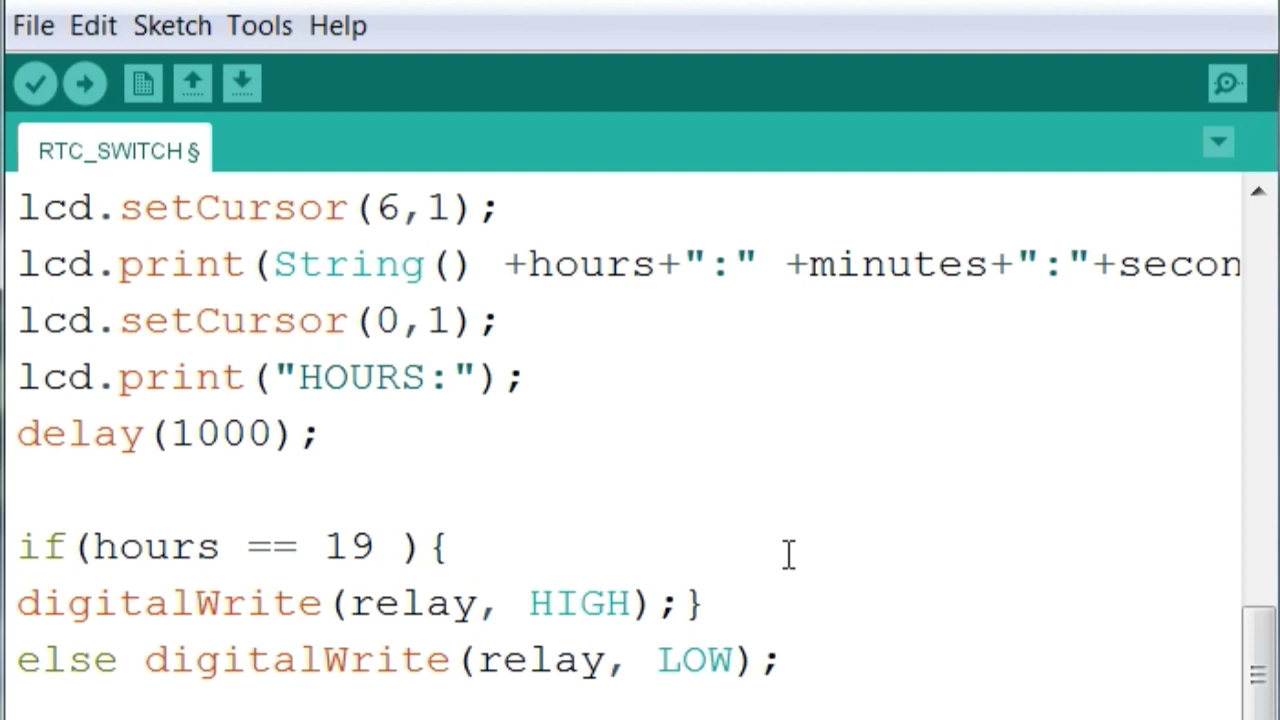 File Edit Sketch Tools Help
RTC_SWITCH §
lcd.setCursor(6,1);
lcd.print(String() +hours+":" +minutes+":"+secon
lcd.setCursor(0,1);
lcd.print("HOURS:");
delay(1000);
if(hours == 19 ){
digitalWrite(relay, HIGH);}
else digitalWrite(relay, LOW);